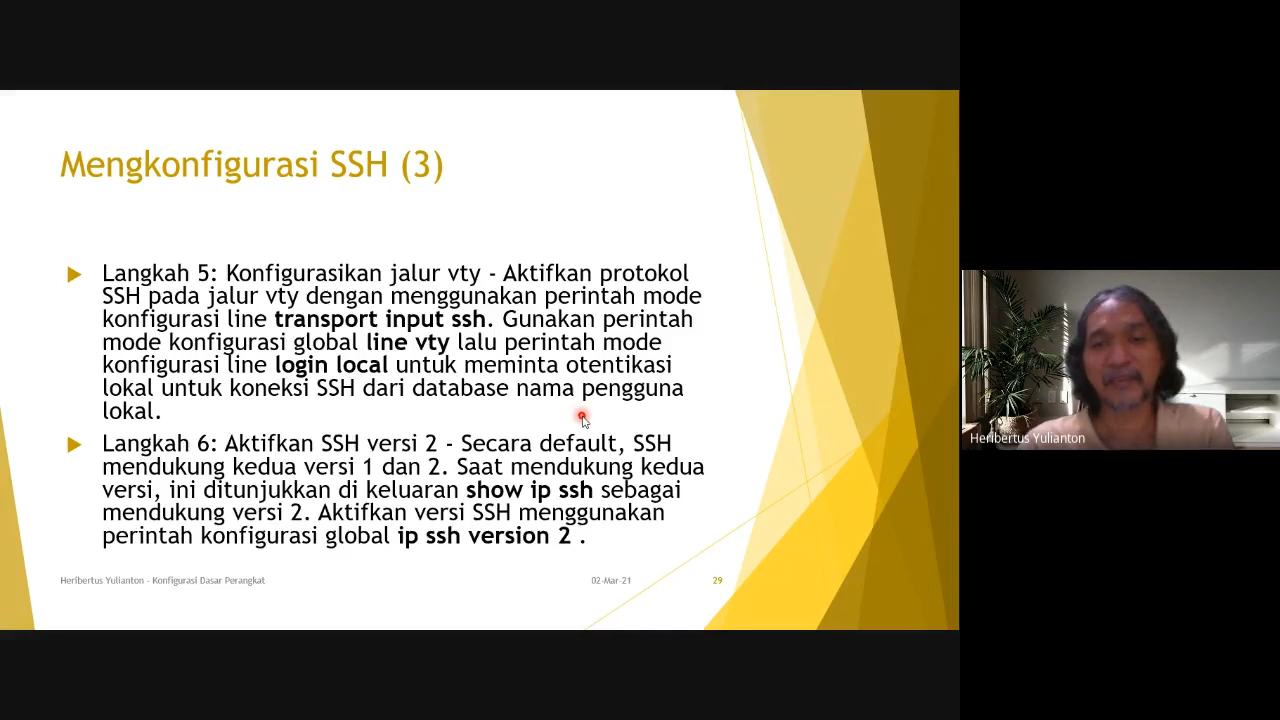 Mengkonfigurasi SSH (3)
Langkah 5: Konfigurasikan jalur vty - Aktifkan protokol
SSH pada jalur vty dengan menggunakan perintah mode
konfigurasi line transport input ssh. Gunakan perintah
mode konfigurasi global line vty lalu perintah mode
konfigurasi line login local untuk meminta otentikasi
lokal untuk koneksi SSH dari database nama pengguna
lokal.
Langkah 6: Aktifkan SSH versi 2 - Secara default, SSH
mendukung kedua versi 1 dan 2. Saat mendukung kedua
versi, ini ditunjukkan di keluaran show ip ssh sebagai
mendukung versi 2. Aktifkan versi SSH menggunakan
perintah konfigurasi global ip ssh version 2 .
Heribertus Yulianton - Konfigurasi Dasar Perangkat
02-Mar-21
29
Heribertus Yulianton